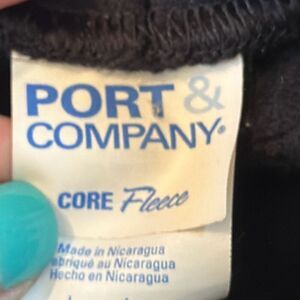 PORT &
COMPANY®
CORE Fleece
Made in Nicaragua
abriqué au Nicaragua
Hecho en Nicaragua